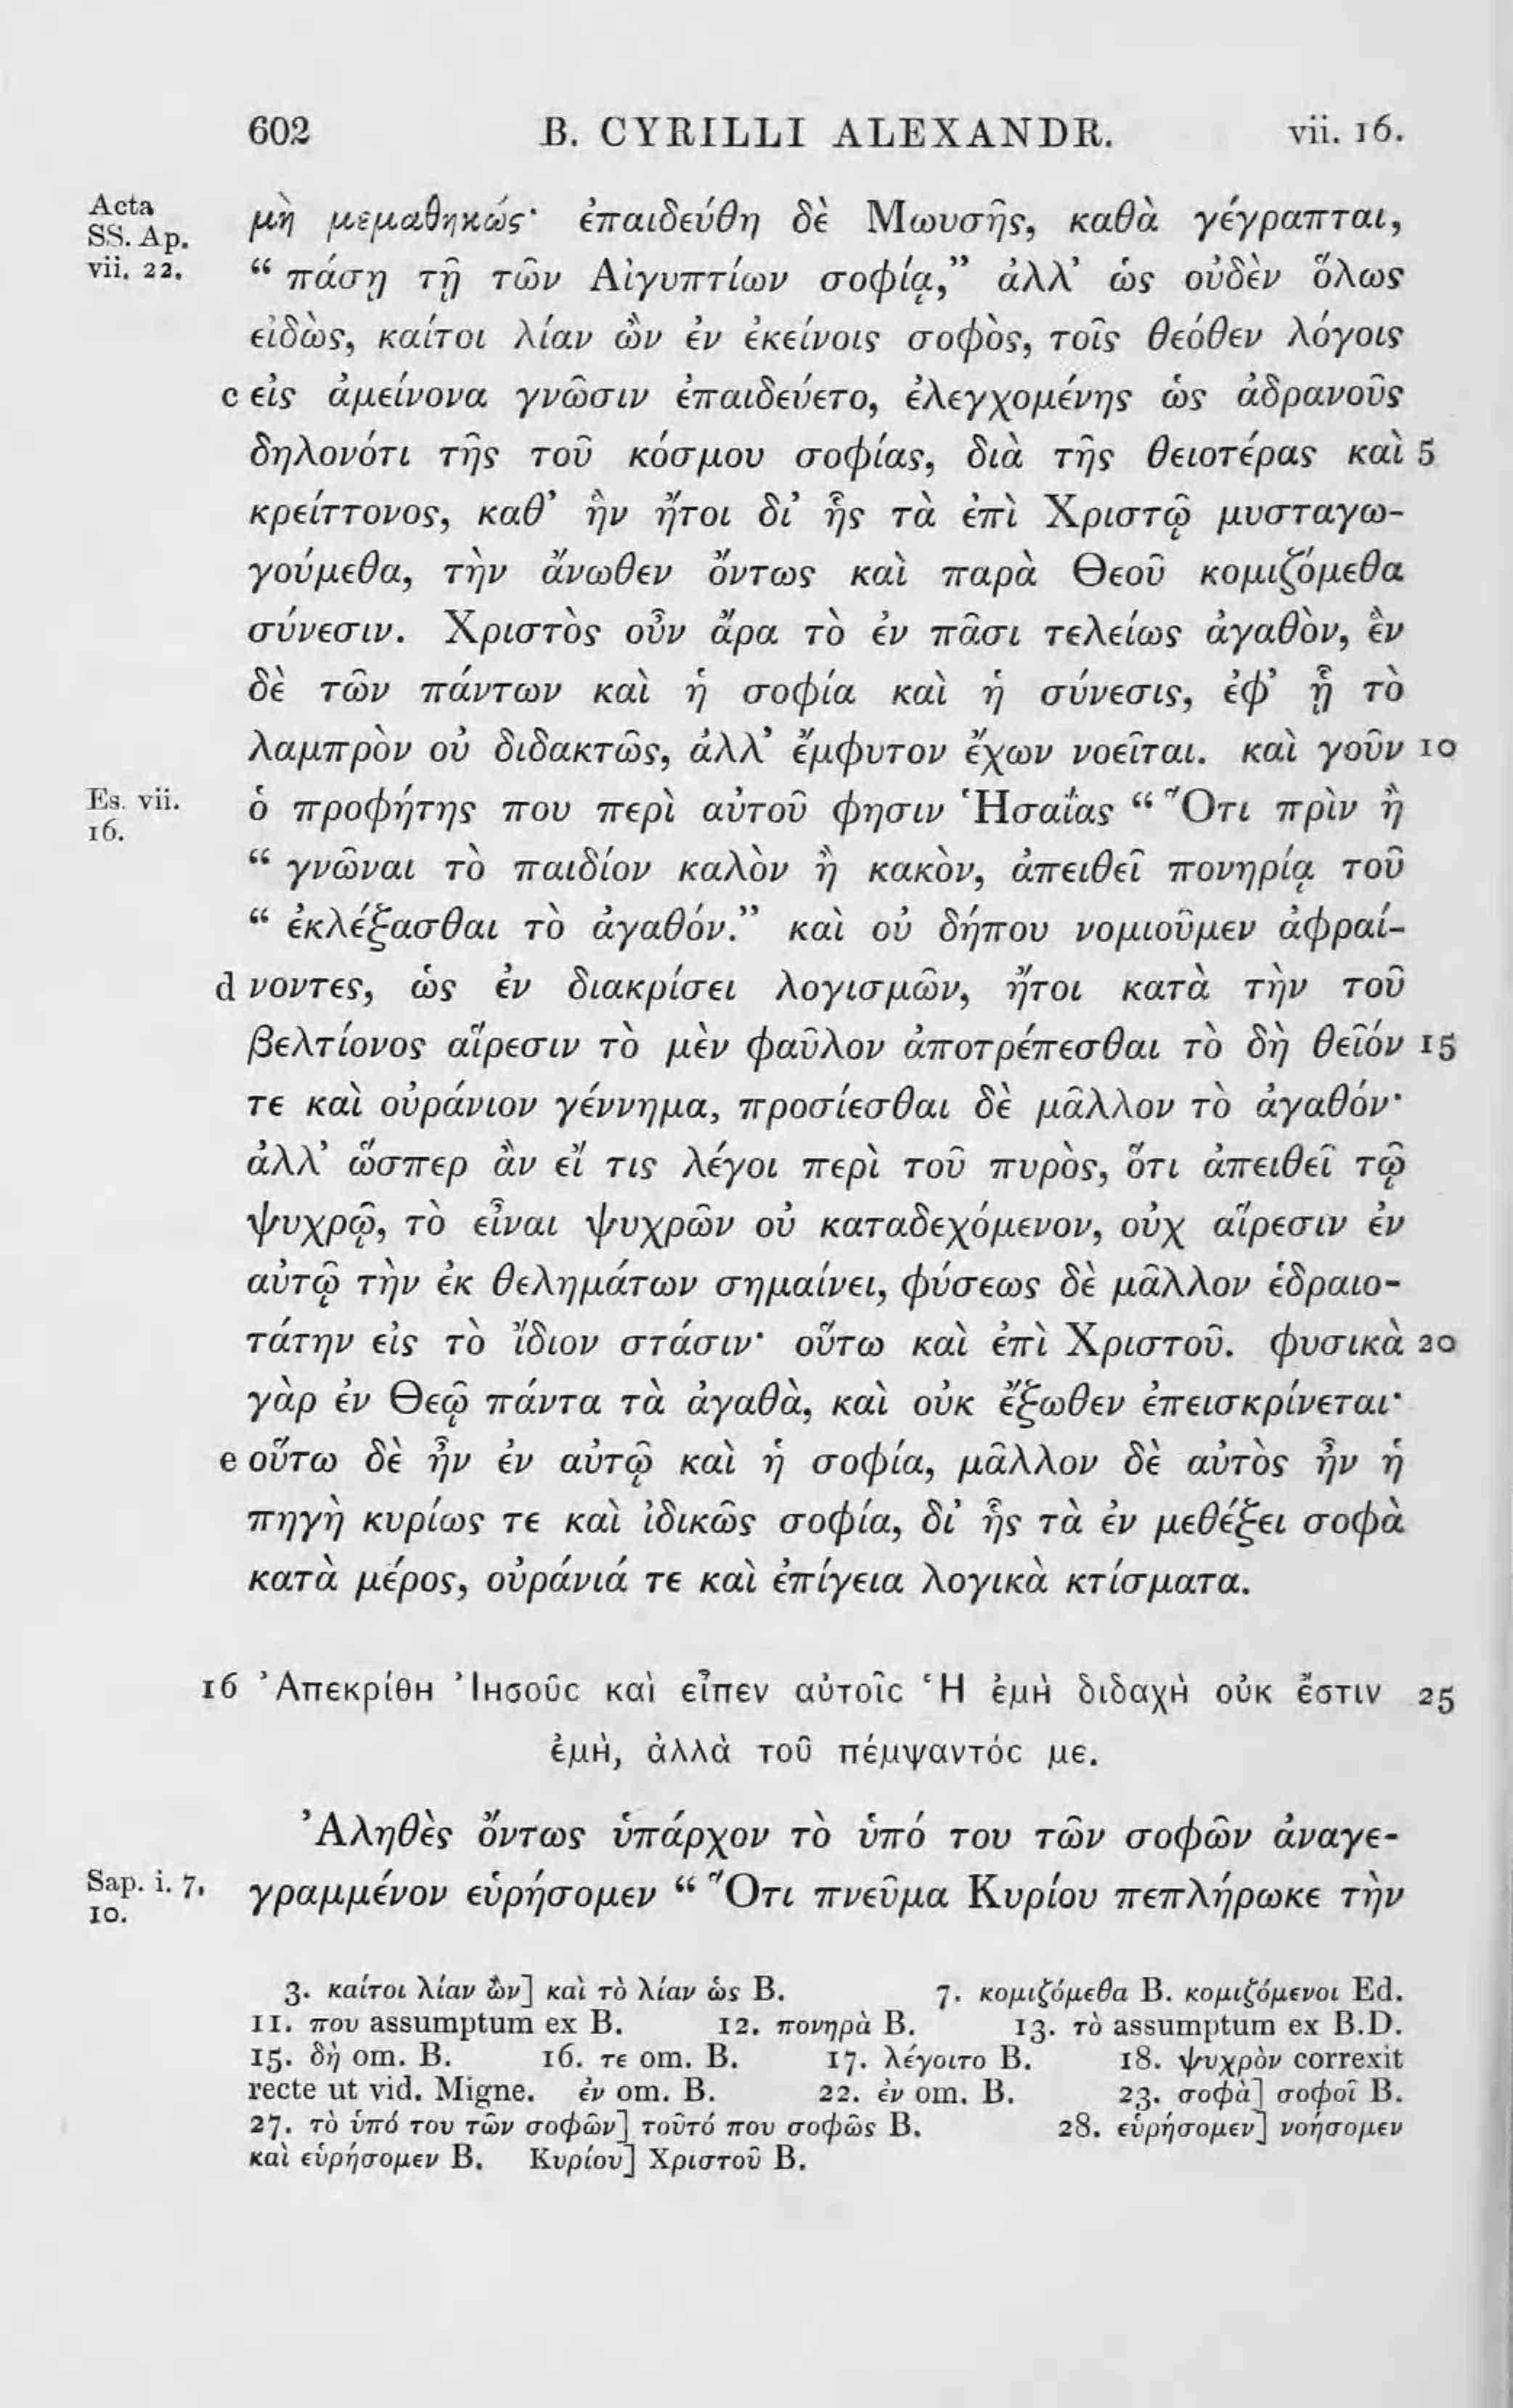 602 B. CYRILLI ALEXANDR. vii. 16.
Acta
SS. Ap.
vii. 22.
μὴ μεμαθηκώς· ἐπαιδεύθη δὲ Μωυσῆς, καθὰ γέγραπται,
“ πάσῃ τῇ τῶν Αἰγυπτίων σοφίᾳ,” ἀλλ’ ὡς οὐδὲν ὅλως
εἰδὼς, καίτοι λίαν ὢν ἐν ἐκείνοις σοφὸς, τοῖς θεόθεν λόγοις
c εἰς ἀμείνονα γνῶσιν ἐπαιδεύετο, ἐλεγχομένης ὡς ἀδρανοῦς
δηλονότι τῆς τοῦ κόσμου σοφίας, διὰ τῆς θειοτέρας καὶ 5
κρείττονος, καθ’ ἣν ἤτοι δι’ ἧς τὰ ἐπὶ Χριστῷ μυσταγω-
γούμεθα, τὴν ἄνωθεν ὄντως καὶ παρὰ Θεοῦ κομιζόμεθα
σύνεσιν. Χριστὸς οὖν ἄρα τὸ ἐν πᾶσι τελείως ἀγαθὸν, ἓν
δὲ τῶν πάντων καὶ ἡ σοφία καὶ ἡ σύνεσις, ἐφ’ ᾗ τὸ
λαμπρὸν οὐ διδακτῶς, ἀλλ’ ἔμφυτον ἔχων νοεῖται. καὶ γοῦν 10
Es. vii.
16.
ὁ προφήτης που περὶ αὐτοῦ φησιν Ἡσαΐας “ Ὅτι πρὶν ἢ
“ γνῶναι τὸ παιδίον καλὸν ἢ κακὸν, ἀπειθεῖ πονηρίᾳ τοῦ
“ ἐκλέξασθαι τὸ ἀγαθόν.” καὶ οὐ δήπου νομιοῦμεν ἀφραί-
d νοντες, ὡς ἐν διακρίσει λογισμῶν, ἤτοι κατὰ τὴν τοῦ
βελτίονος αἵρεσιν τὸ μὲν φαῦλον ἀποτρέπεσθαι τὸ δὴ θεῖόν 15
τε καὶ οὐράνιον γέννημα, προσίεσθαι δὲ μᾶλλον τὸ ἀγαθόν·
ἀλλ’ ὥσπερ ἂν εἴ τις λέγοι περὶ τοῦ πυρὸς, ὅτι ἀπειθεῖ τῷ
ψυχρῷ, τὸ εἶναι ψυχρῶν οὐ καταδεχόμενον, οὐχ αἵρεσιν ἐν
αὐτῷ τὴν ἐκ θελημάτων σημαίνει, φύσεως δὲ μᾶλλον ἑδραιο-
τάτην εἰς τὸ ἴδιον στάσιν· οὕτω καὶ ἐπὶ Χριστοῦ. φυσικὰ 20
γὰρ ἐν Θεῷ πάντα τὰ ἀγαθὰ, καὶ οὐκ ἔξωθεν ἐπεισκρίνεται·
e οὕτω δὲ ἦν ἐν αὐτῷ καὶ ἡ σοφία, μᾶλλον δὲ αὐτὸς ἦν ἡ
πηγὴ κυρίως τε καὶ ἰδικῶς σοφία, δι’ ἧς τὰ ἐν μεθέξει σοφὰ
κατὰ μέρος, οὐράνιά τε καὶ ἐπίγεια λογικὰ κτίσματα.
16 Ἀπεκρίθη Ἰησοῦς καὶ εἶπεν αὐτοῖς Ἡ ἐμὴ διδαχὴ οὐκ ἔστιν 25
ἐμὴ, ἀλλὰ τοῦ πέμψαντός με.
Ἀληθὲς ὄντως ὑπάρχον τὸ ὑπό του τῶν σοφῶν ἀναγε-
Sap. i. 7,
10.
γραμμένον εὑρήσομεν “ Ὅτι πνεῦμα Κυρίου πεπλήρωκε τὴν
3. καίτοι λίαν ὢν] καὶ τὸ λίαν ὡς B. 7. κομιζόμεθα B. κομιζόμενοι Ed.
11. που assumptum ex B. 12. πονηρὰ B. 13. τὸ assumptum ex B.D.
15. δὴ om. B. 16. τε om. B. 17. λέγοιτο B. 18. ψυχρὸν correxit
recte ut vid. Migne. ἐν om. B. 22. ἐν om. B. 23. σοφὰ] σοφοῖ B.
27. τὸ ὑπό του τῶν σοφῶν] τοῦτό που σοφῶς B. 28. εὑρήσομεν] νοήσομεν
καὶ εὑρήσομεν B. Κυρίου] Χριστοῦ B.